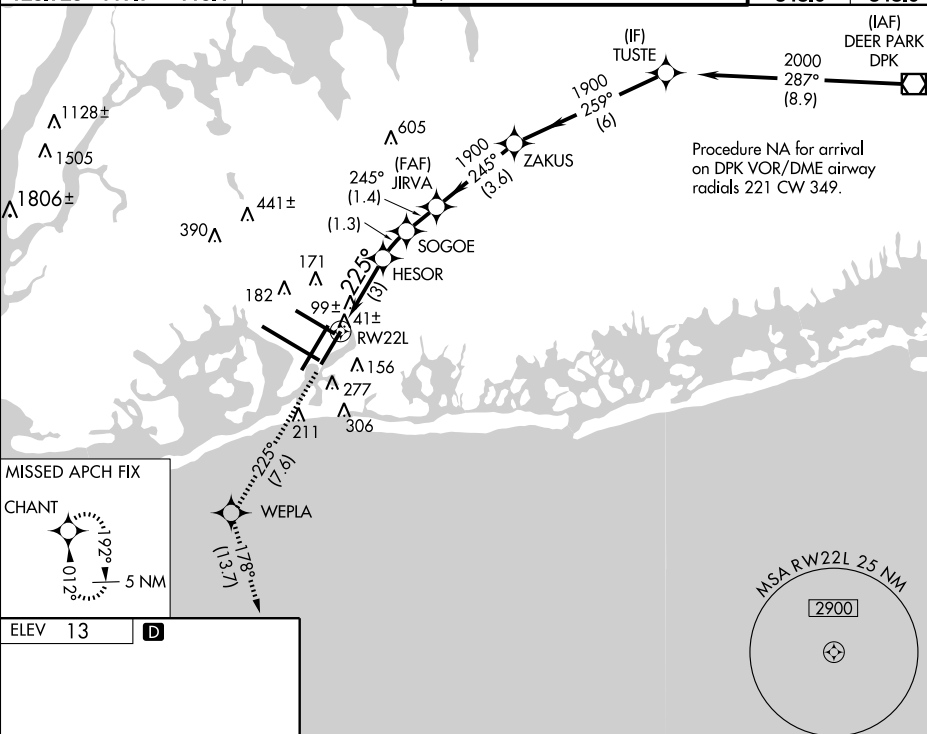 (IAF)
DEER PARK
DPK
(IF)
TUSTE
2000
287°
(8.9)
1900
259°
(6)
ZAKUS
Procedure NA for arrival
on DPK VOR/DME airway
radials 221 CW 349.
1128±
1505
1806±
605
441±
390
(FAF)
JIRVA
1900
245°
(3.6)
245°
(1.4)
(1.3)
SOGOE
HESOR
171
182
225°
(3)
99±
41±
RW22L
156
277
306
211
225°
(7.6)
WEPLA
178°
(13.7)
MISSED APCH FIX
CHANT
192°
012°
5 NM
ELEV 13
D
MSA RW22L 25 NM
2900